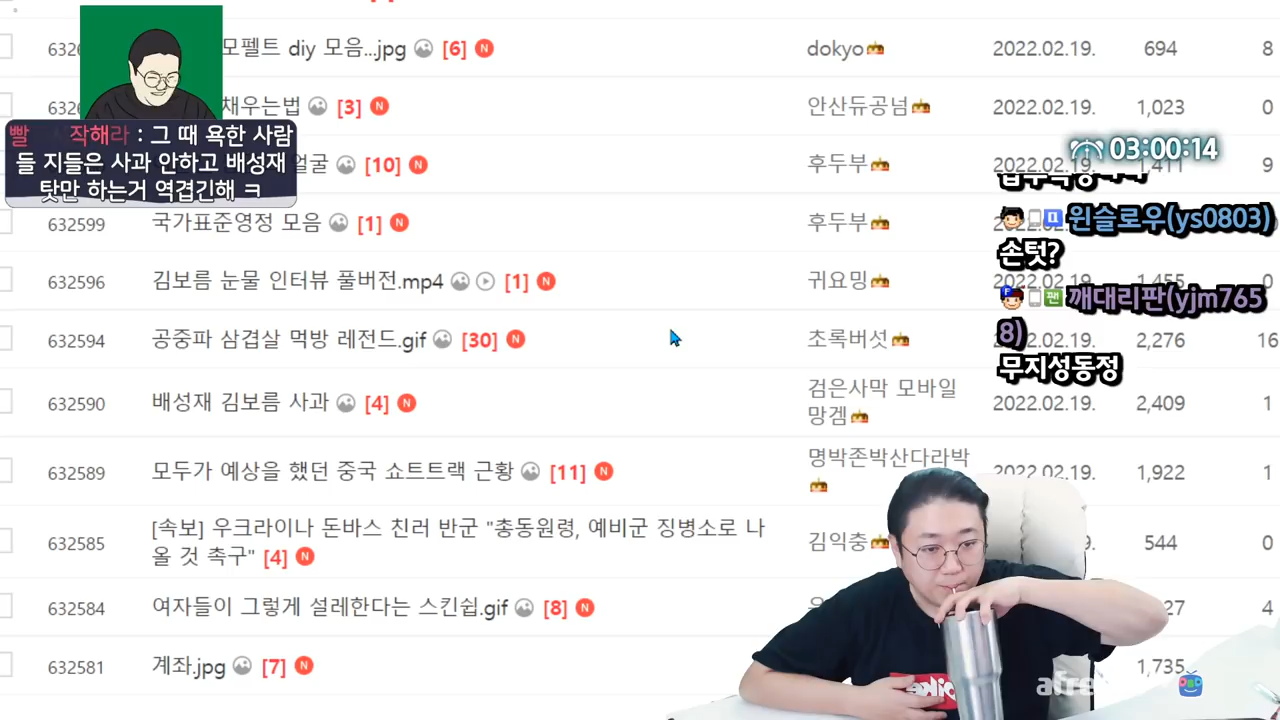 모펠트 diy 모음...jpg [6] N dokyo 2022.02.19. 694 8
채우는법 [3] N 안산듀공넘 2022.02.19. 1,023 0
빨 작해라 : 그 때 욕한 사람
들 지들은 사과 안하고 배성재
탓만 하는거 역겹긴해 ㅋ
얼굴 [10] N 후두부 2022.02.19. 1,411 9
03:00:14
632599 국가표준영정 모음 [1] N 후두부
윈슬로우(ys0803)
손텃?
632596 김보름 눈물 인터뷰 풀버전.mp4 [1] N 귀요밍 1,455 0
팬 깨대리판(yjm765
8)
무지성동정
632594 공중파 삼겹살 먹방 레전드.gif [30] N 초록버섯 2,276 16
632590 배성재 김보름 사과 [4] N 검은사막 모바일
망겜 2022.02.19. 2,409 1
632589 모두가 예상을 했던 중국 쇼트트랙 근황 [11] N 명박존박산다라박 2022.02.19. 1,922 1
632585 [속보] 우크라이나 돈바스 친러 반군 "총동원령, 예비군 징병소로 나
올 것 촉구" [4] N 김익충 544 0
632584 여자들이 그렇게 설레한다는 스킨쉽.gif [8] N 27 4
632581 계좌.jpg [7] N 1,735